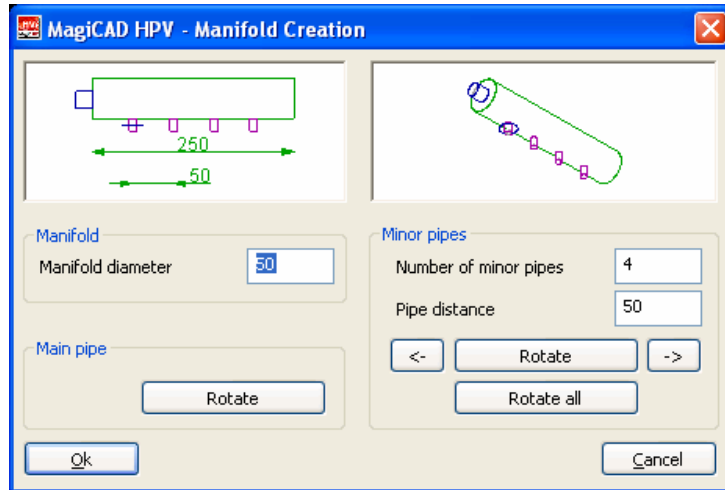 MagiCAD HPV - Manifold Creation
250
50
Manifold
Manifold diameter 50
Main pipe
Rotate
Minor pipes
Number of minor pipes 4
Pipe distance 50
<- Rotate ->
Rotate all
Ok
Cancel